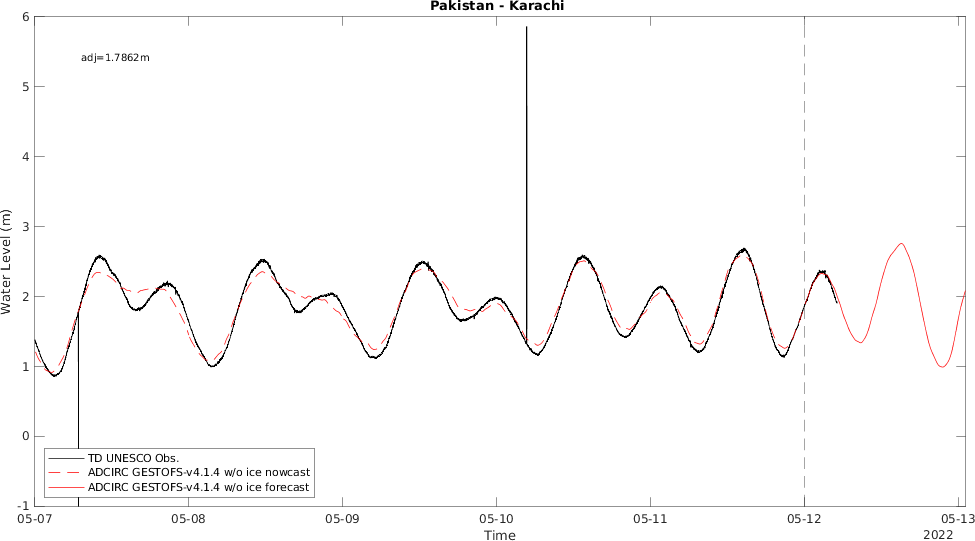 Pakistan - Karachi
adj=1.7862m
6
5
4
3
2
1
0
-1
Water Level (m)
TD UNESCO Obs.
ADCIRC GESTOFS-v4.1.4 w/o ice nowcast
ADCIRC GESTOFS-v4.1.4 w/o ice forecast
05-07 05-08 05-09 05-10 05-11 05-12 05-13
Time
2022